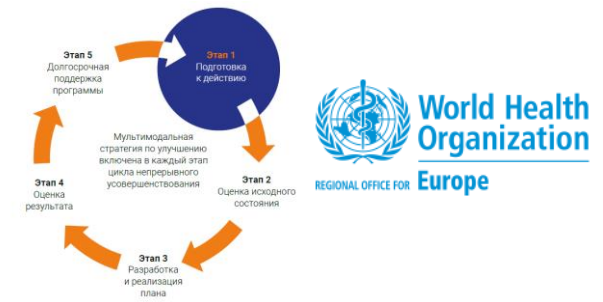 Этап 1
Подготовка
к действию
Этап 2
Оценка исходного
состояния
Этап 3
Разработка
и реализация
плана
Этап 4
Оценка
результата
Этап 5
Долгосрочная
поддержка
программы
Мультимодальная
стратегия по улучшению
включена в каждый этап
цикла непрерывного
усовершенствования
World Health
Organization
REGIONAL OFFICE FOR Europe